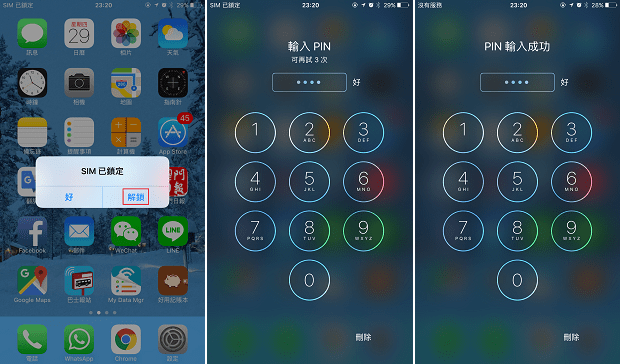 SIM 已鎖定
23:20
29%
星期四
29
訊息
日曆
相片
天氣
時鐘
相機
地圖
指南針
45
備忘錄
提醒事項
計算機
App Store
SIM 已鎖定
好
解鎖
Facebook
郵件
WeChat
LINE
Google Maps
巴士報站
My Data Mgr
好用記帳本
電話
WhatsApp
Chrome
設定
SIM 已鎖定
23:20
29%
輸入 PIN
可再試 3 次
好
1
2
ABC
3
DEF
4
GHI
5
JKL
6
MNO
7
PQRS
8
TUV
9
WXYZ
0
刪除
沒有服務
23:20
28%
PIN 輸入成功
好
1
2
ABC
3
DEF
4
GHI
5
JKL
6
MNO
7
PQRS
8
TUV
9
WXYZ
0
刪除